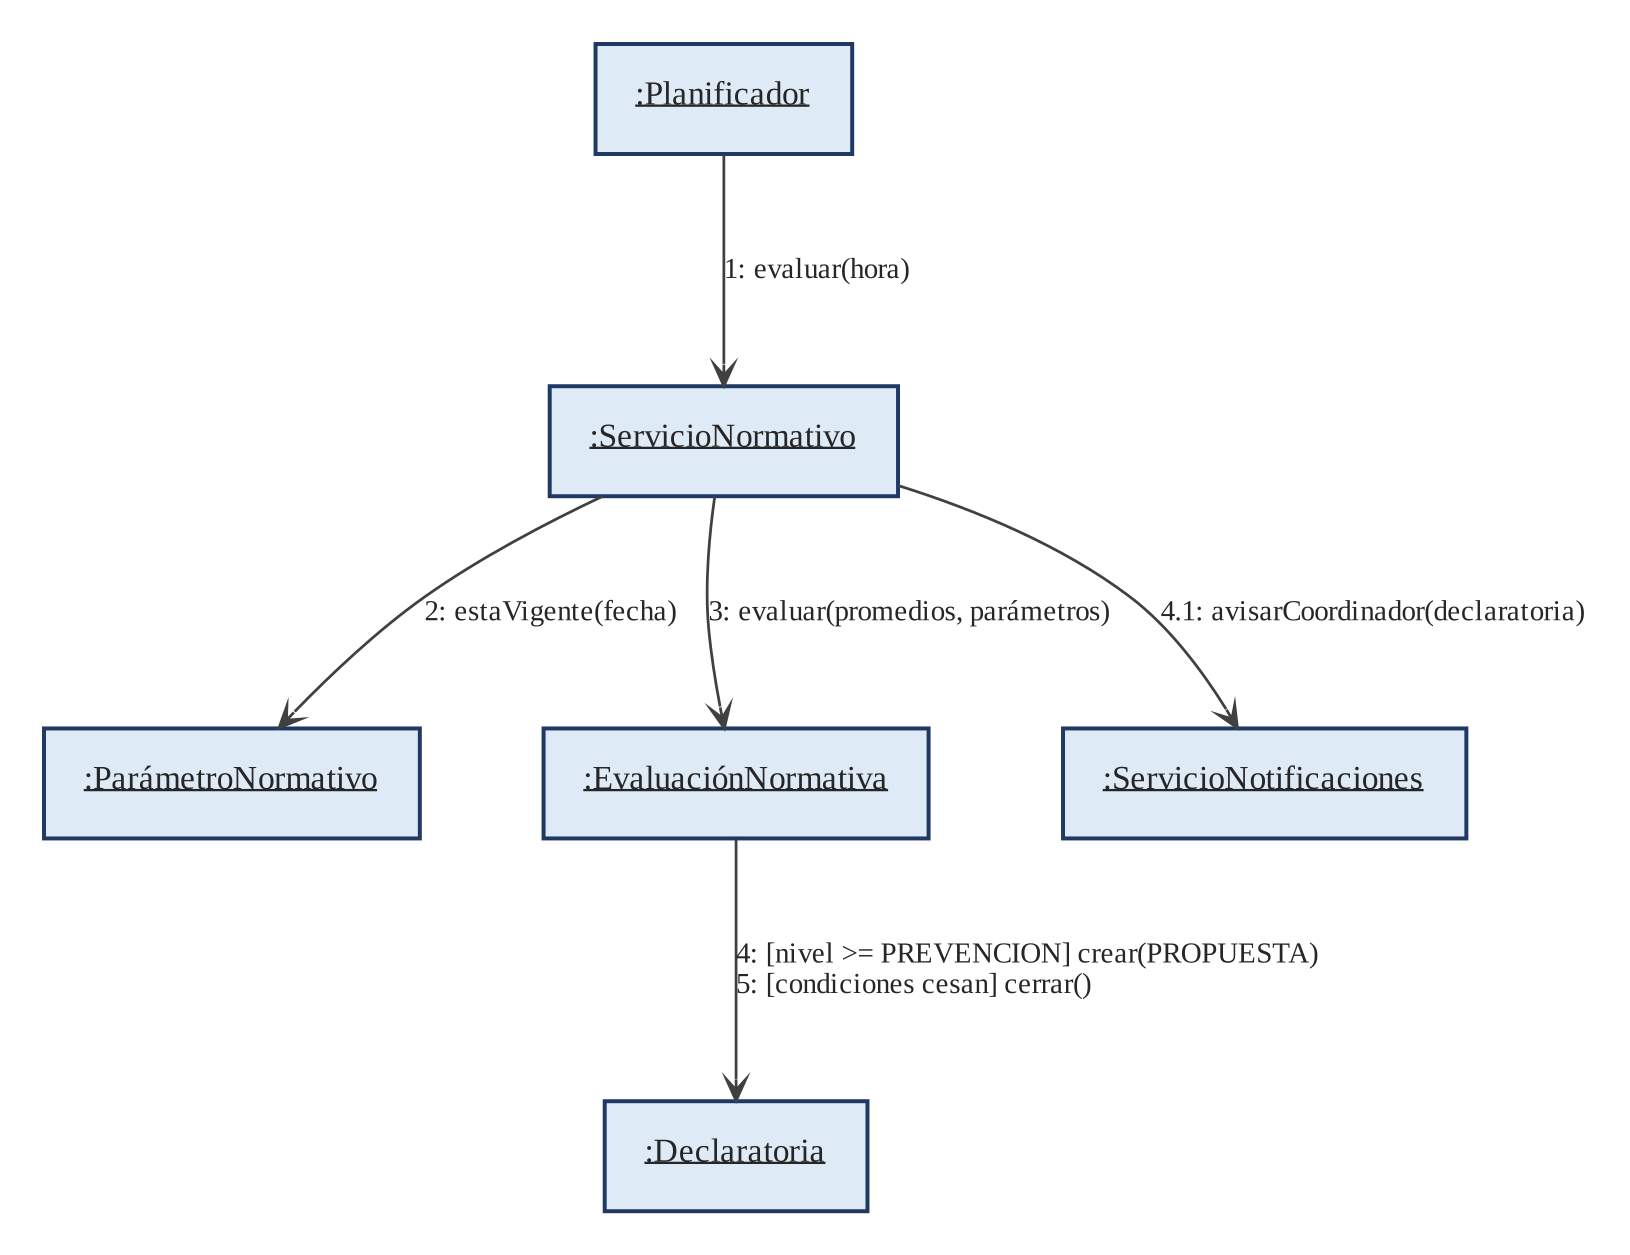 :Planificador
1: evaluar(hora)
:ServicioNormativo
2: estaVigente(fecha)
3: evaluar(promedios, parámetros)
4.1: avisarCoordinador(declaratoria)
:ParámetroNormativo
:EvaluaciónNormativa
:ServicioNotificaciones
4: [nivel >= PREVENCION] crear(PROPUESTA)
5: [condiciones cesan] cerrar()
:Declaratoria